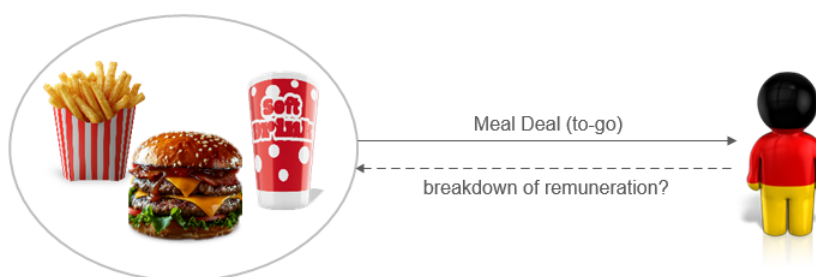 Soft
Drink
Meal Deal (to-go)
breakdown of remuneration?